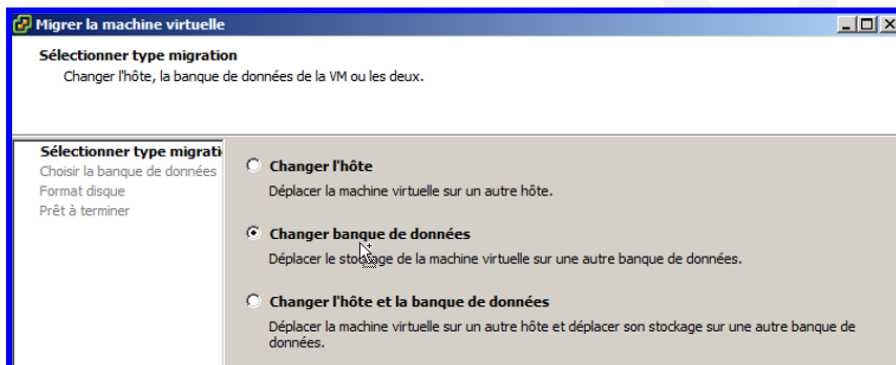 Migrer la machine virtuelle
Sélectionner type migration
Changer l'hôte, la banque de données de la VM ou les deux.
Sélectionner type migrati
Choisir la banque de données
Format disque
Prêt à terminer
Changer l'hôte
Déplacer la machine virtuelle sur un autre hôte.
Changer banque de données
Déplacer le stockage de la machine virtuelle sur une autre banque de données.
Changer l'hôte et la banque de données
Déplacer la machine virtuelle sur un autre hôte et déplacer son stockage sur une autre banque de
données.